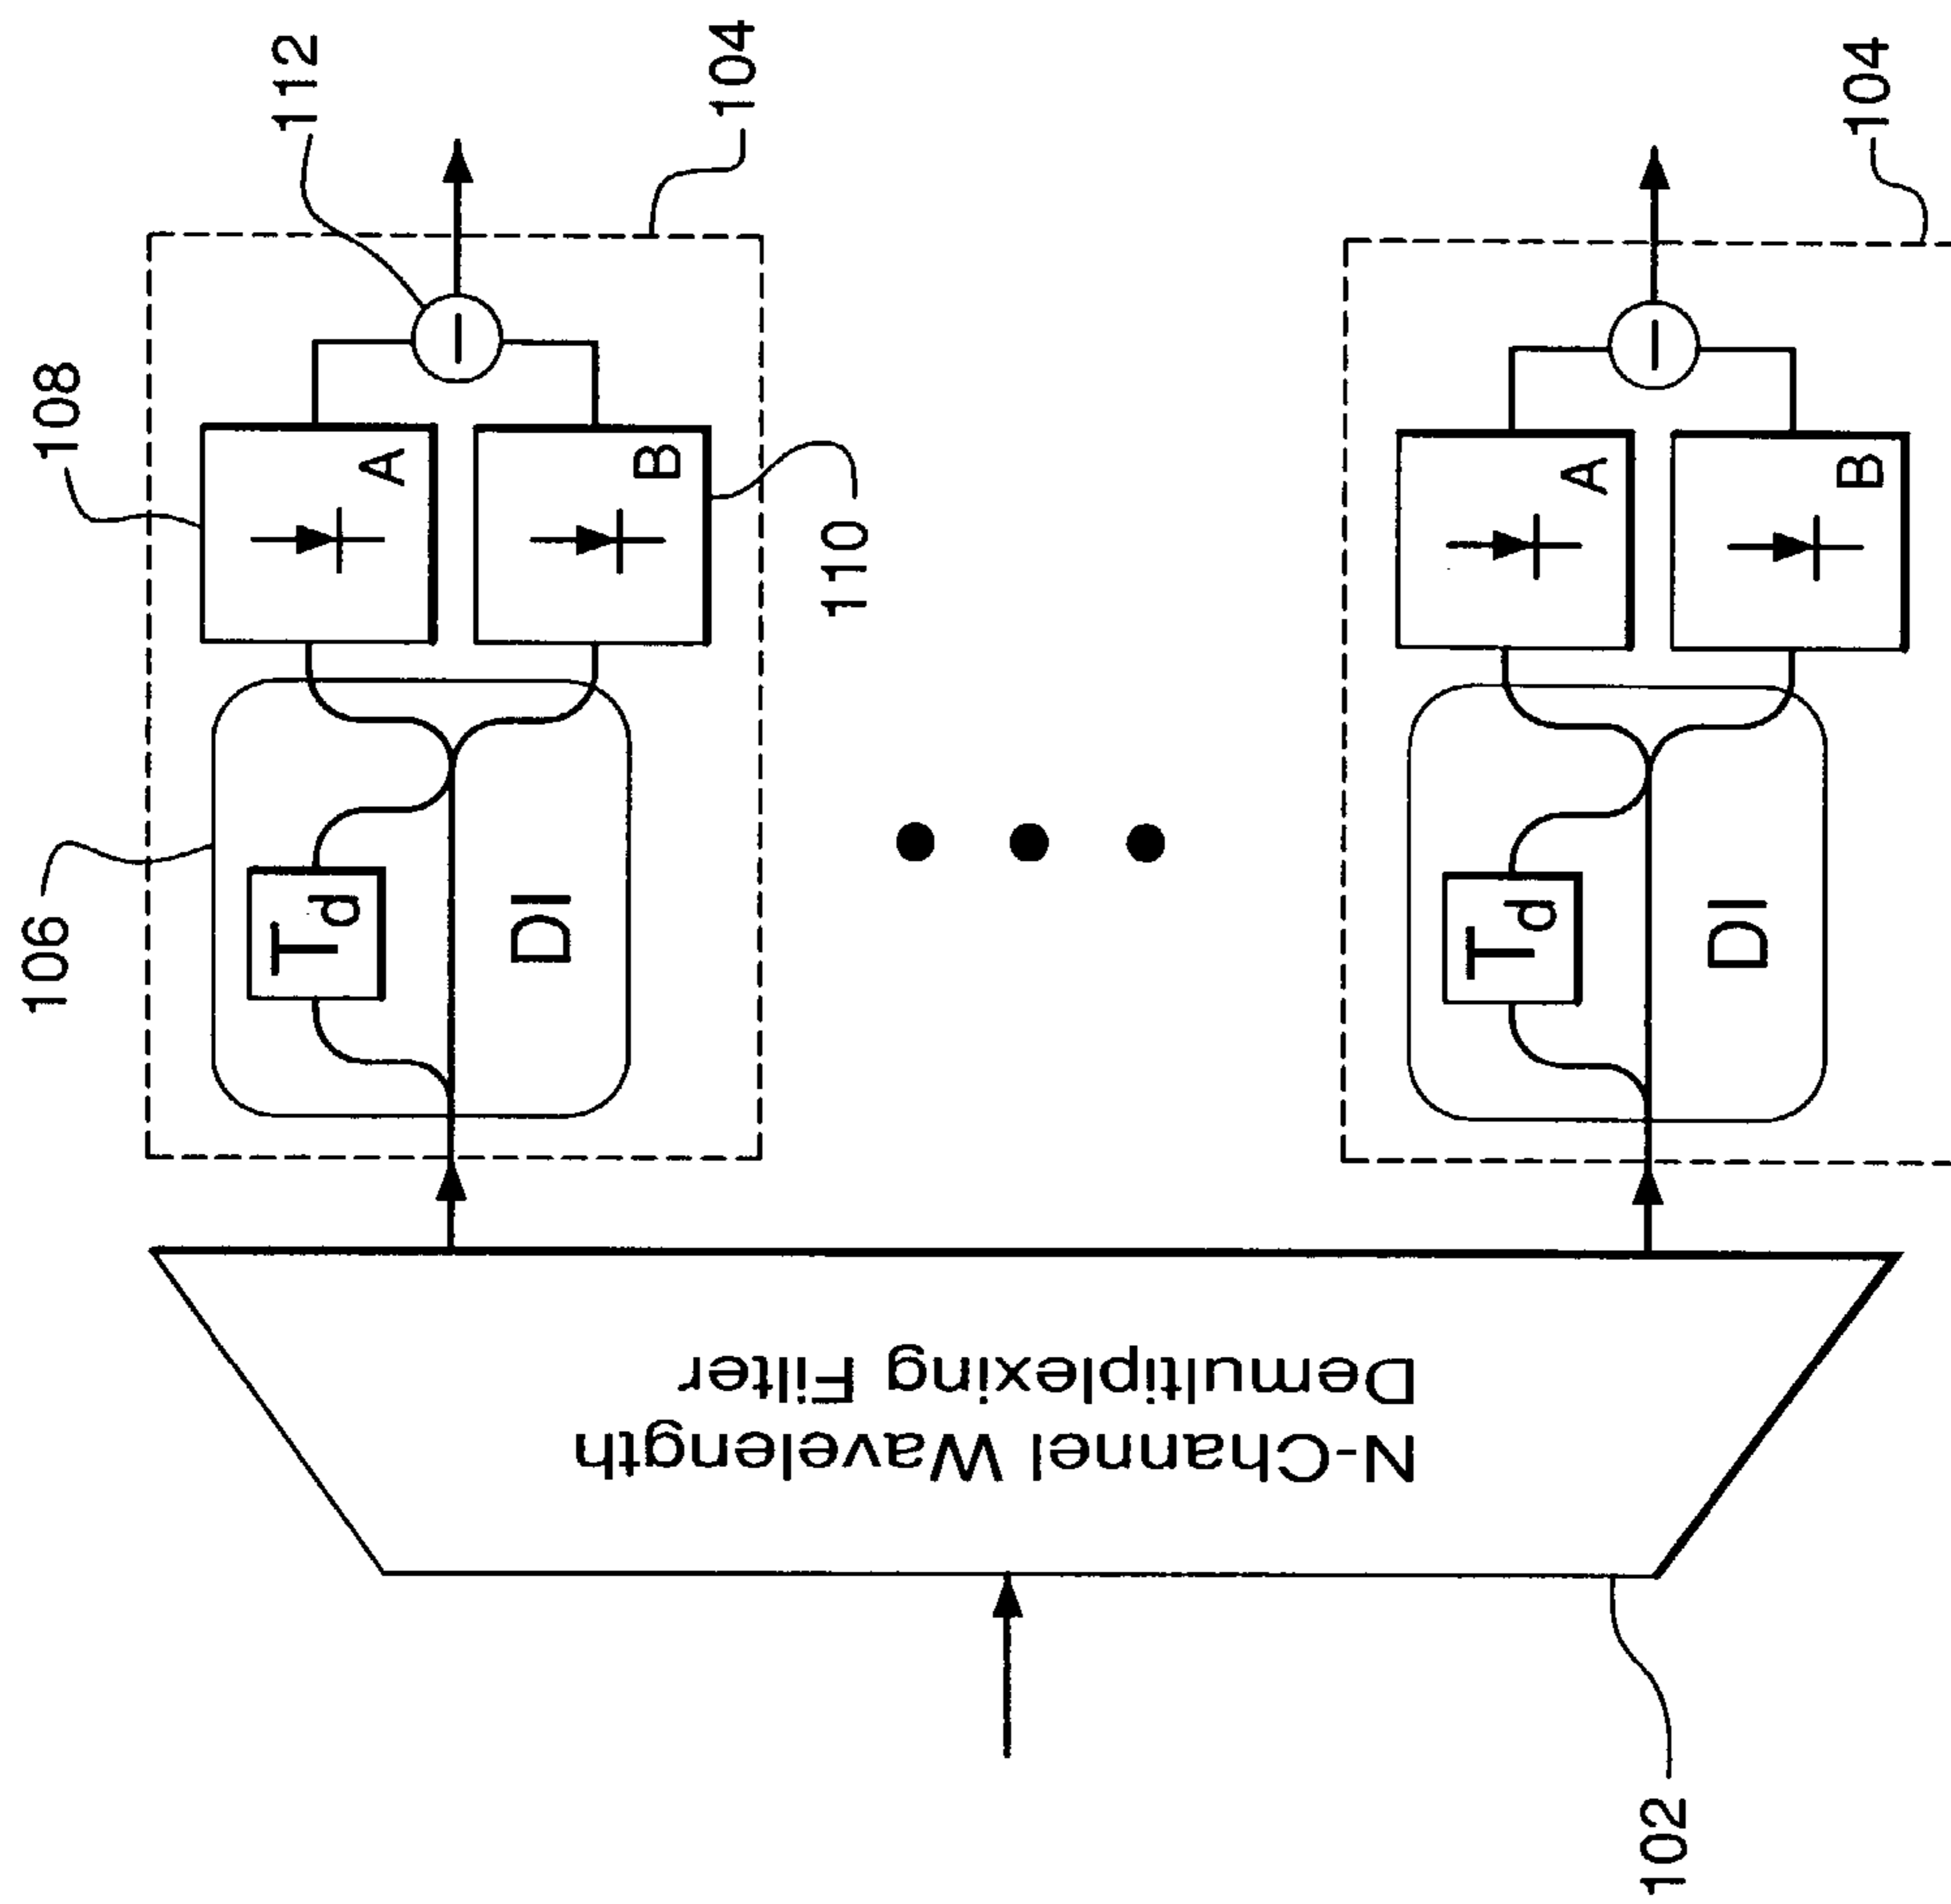 112
104
108
A
B
110
106
Td
DI
N-Channel Wavelength
Demultiplexing Filter
102
104
A
B
Td
DI